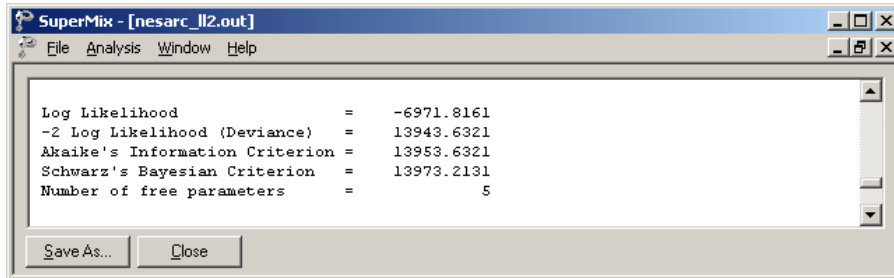 SuperMix - [nesarc_ll2.out]
File Analysis Window Help
Log Likelihood = -6971.8161
-2 Log Likelihood (Deviance) = 13943.6321
Akaike's Information Criterion = 13953.6321
Schwarz's Bayesian Criterion = 13973.2131
Number of free parameters = 5
Save As... Close